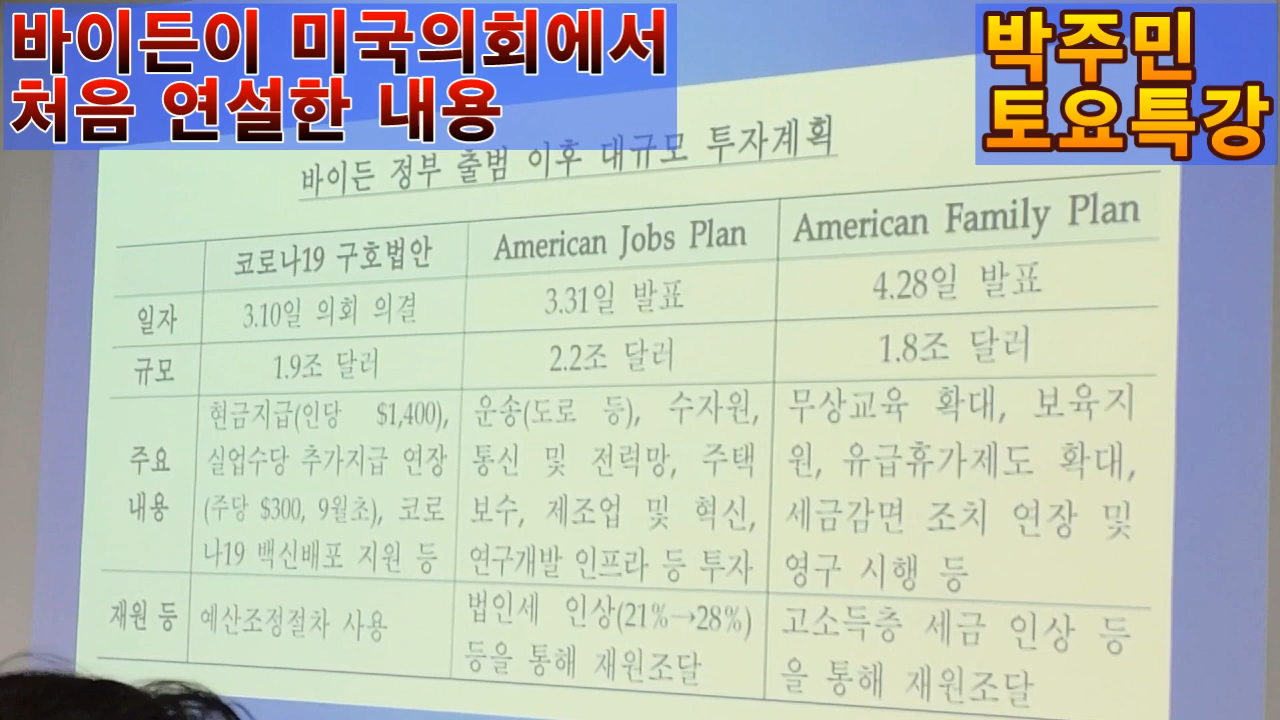 바이든이 미국의회에서
처음 연설한 내용
박주민
토요특강
바이든 정부 출범 이후 대규모 투자계획
코로나19 구호법안 American Jobs Plan American Family Plan
일자 3.10일 의회 의결 3.31일 발표 4.28일 발표
규모 1.9조 달러 2.2조 달러 1.8조 달러
주요
내용
현금지급(인당 $1,400),
실업수당 추가지급 연장
(주당 $300, 9월초), 코로
나19 백신배포 지원 등
운송(도로 등), 수자원,
통신 및 전력망, 주택
보수, 제조업 및 혁신,
연구개발 인프라 등 투자
무상교육 확대, 보육지
원, 유급휴가제도 확대,
세금감면 조치 연장 및
영구 시행 등
재원 등 예산조정절차 사용
법인세 인상(21%→28%)
등을 통해 재원조달
고소득층 세금 인상 등
을 통해 재원조달